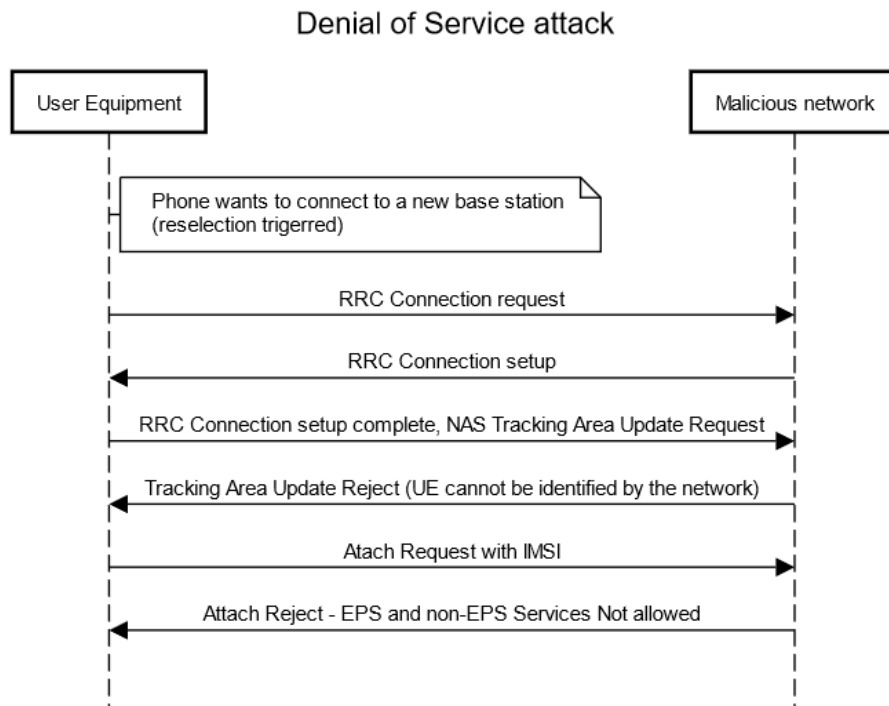 Denial of Service attack
User Equipment
Malicious network
Phone wants to connect to a new base station
(reselection trigerred)
RRC Connection request
RRC Connection setup
RRC Connection setup complete, NAS Tracking Area Update Request
Tracking Area Update Reject (UE cannot be identified by the network)
Atach Request with IMSI
Attach Reject - EPS and non-EPS Services Not allowed